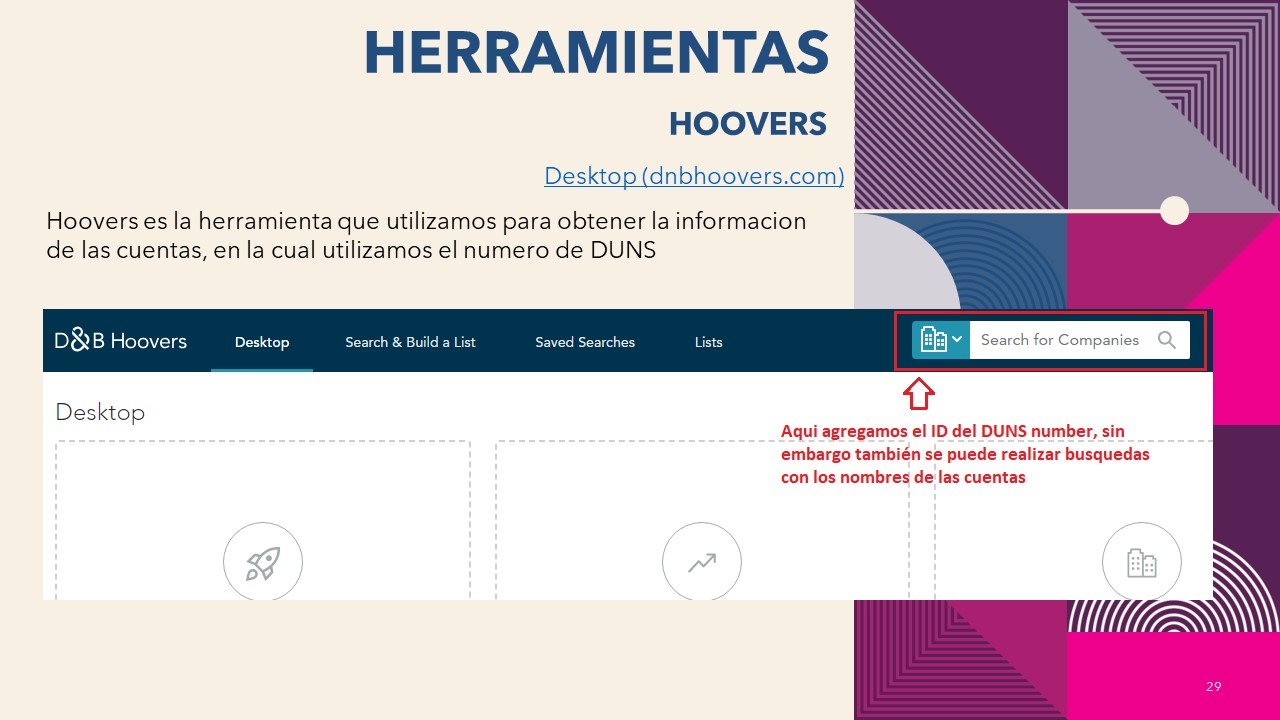 HERRAMIENTAS
HOOVERS
Desktop (dnbhoovers.com)
Hoovers es la herramienta que utilizamos para obtener la informacion
de las cuentas, en la cual utilizamos el numero de DUNS
D&B Hoovers Desktop Search & Build a List Saved Searches Lists Search for Companies
Desktop
Aqui agregamos el ID del DUNS number, sin
embargo también se puede realizar busquedas
con los nombres de las cuentas
29